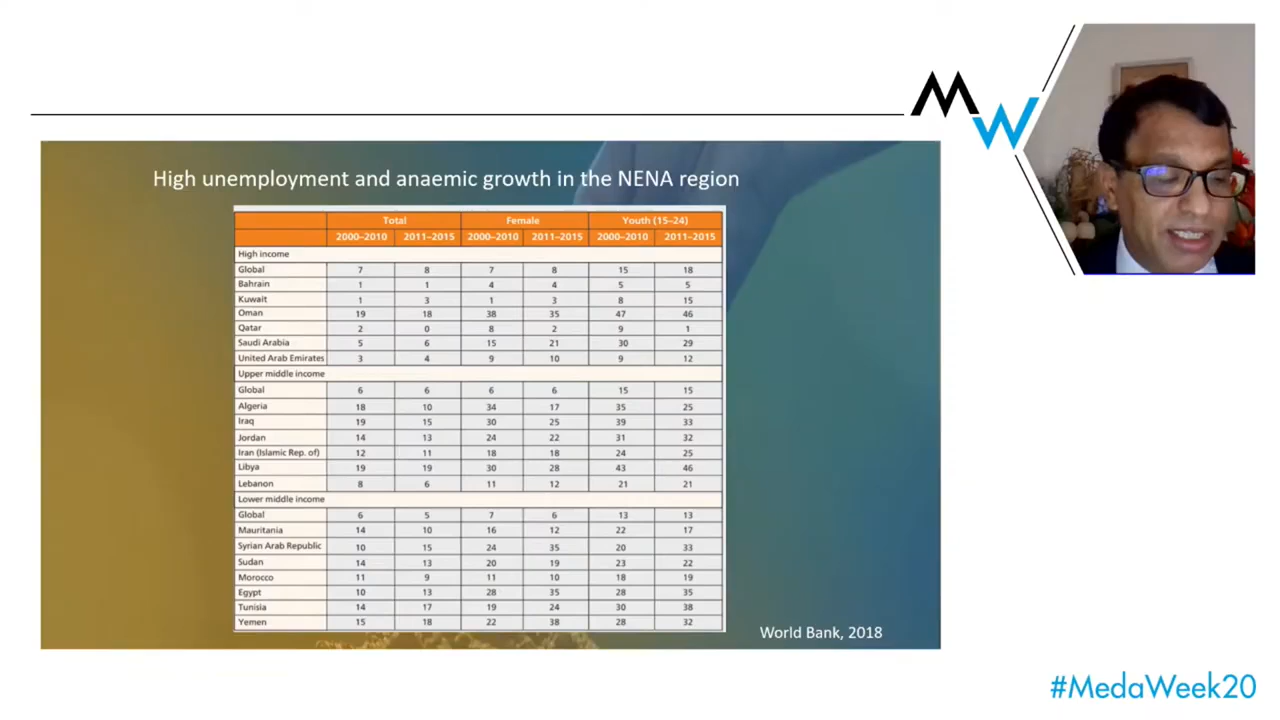 MW
High unemployment and anaemic growth in the NENA region
Total Female Youth (15–24)
2000–2010 2011–2015 2000–2010 2011–2015 2000–2010 2011–2015
High income
Global 7 8 7 8 15 18
Bahrain 1 1 4 4 5 5
Kuwait 1 3 1 3 8 15
Oman 19 18 38 35 47 46
Qatar 2 0 8 2 9 1
Saudi Arabia 5 6 15 21 30 29
United Arab Emirates 3 4 9 10 9 12
Upper middle income
Global 6 6 6 6 15 15
Algeria 18 10 34 17 35 25
Iraq 19 15 30 25 39 33
Jordan 14 13 24 22 31 32
Iran (Islamic Rep. of) 12 11 18 18 24 25
Libya 19 19 30 28 43 46
Lebanon 8 6 11 12 21 21
Lower middle income
Global 6 5 7 6 13 13
Mauritania 14 10 16 12 22 17
Syrian Arab Republic 10 15 24 35 20 33
Sudan 14 13 20 19 23 22
Morocco 11 9 11 10 18 19
Egypt 10 13 28 35 28 35
Tunisia 14 17 19 24 30 38
Yemen 15 18 22 38 28 32
World Bank, 2018
#MedaWeek20